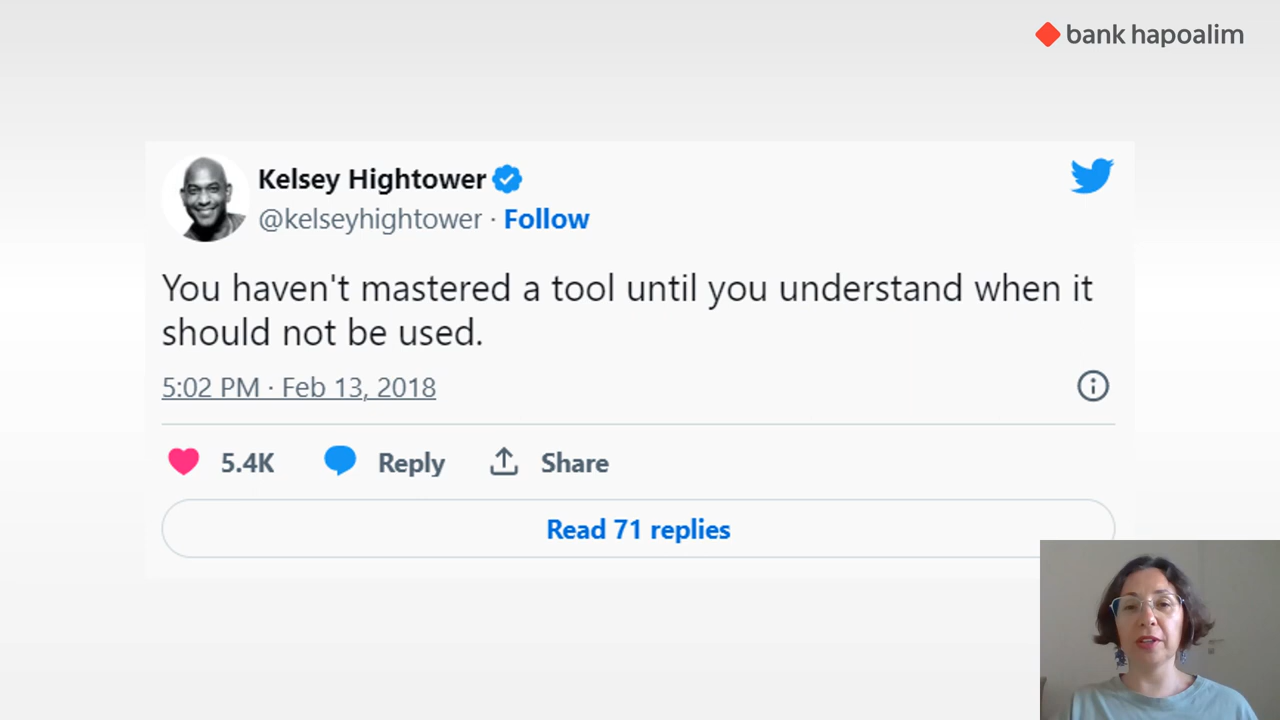 bank hapoalim
Kelsey Hightower
@kelseyhightower · Follow
You haven't mastered a tool until you understand when it
should not be used.
5:02 PM · Feb 13, 2018
5.4K Reply Share
Read 71 replies